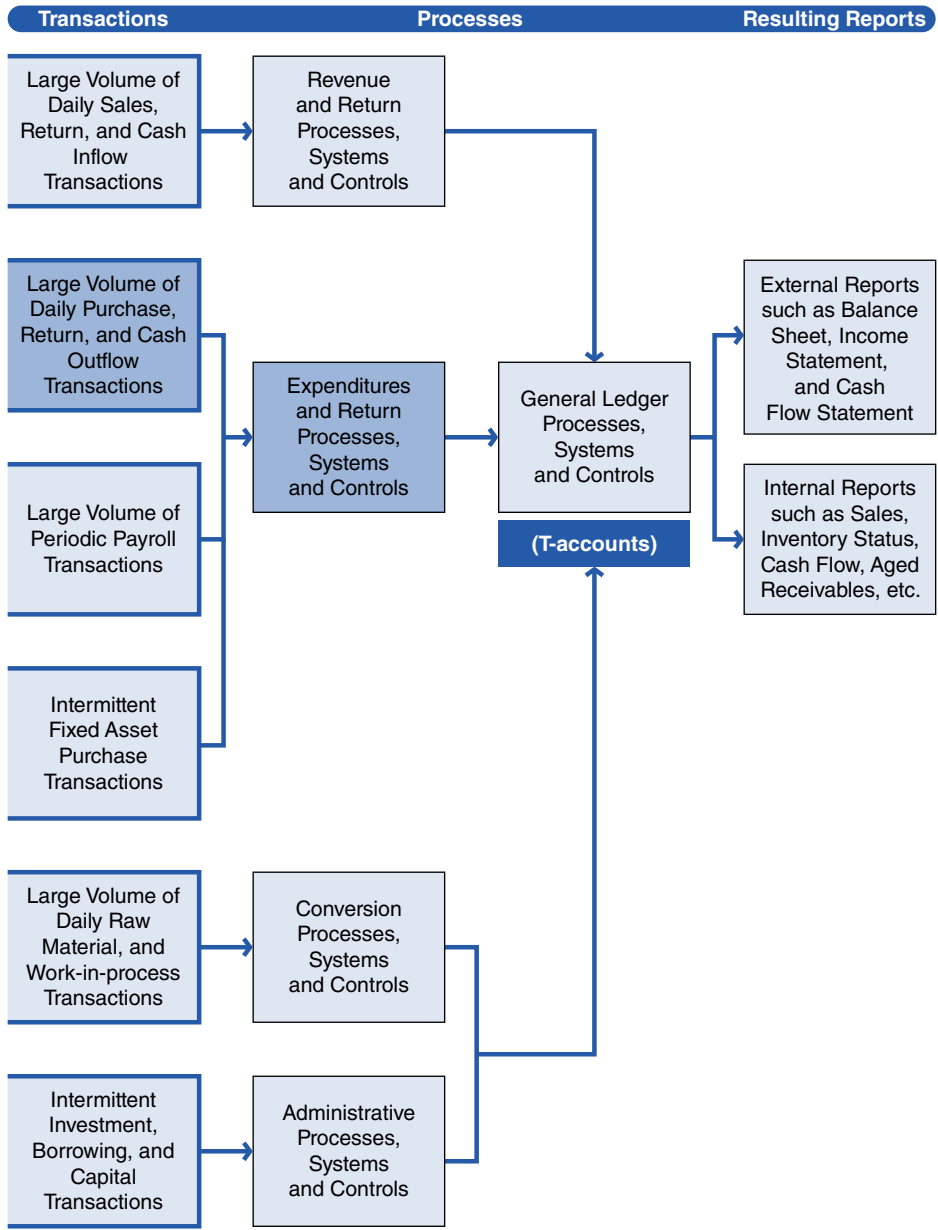 Transactions
Processes
Resulting Reports
Large Volume of
Daily Sales,
Return, and Cash
Inflow
Transactions
Revenue
and Return
Processes,
Systems
and Controls
Large Volume of
Daily Purchase,
Return, and Cash
Outflow
Transactions
Expenditures
and Return
Processes,
Systems
and Controls
General Ledger
Processes,
Systems
and Controls
(T-accounts)
External Reports
such as Balance
Sheet, Income
Statement,
and Cash
Flow Statement
Internal Reports
such as Sales,
Inventory Status,
Cash Flow, Aged
Receivables, etc.
Large Volume of
Periodic Payroll
Transactions
Intermittent
Fixed Asset
Purchase
Transactions
Large Volume of
Daily Raw
Material, and
Work-in-process
Transactions
Conversion
Processes,
Systems
and Controls
Intermittent
Investment,
Borrowing, and
Capital
Transactions
Administrative
Processes,
Systems
and Controls